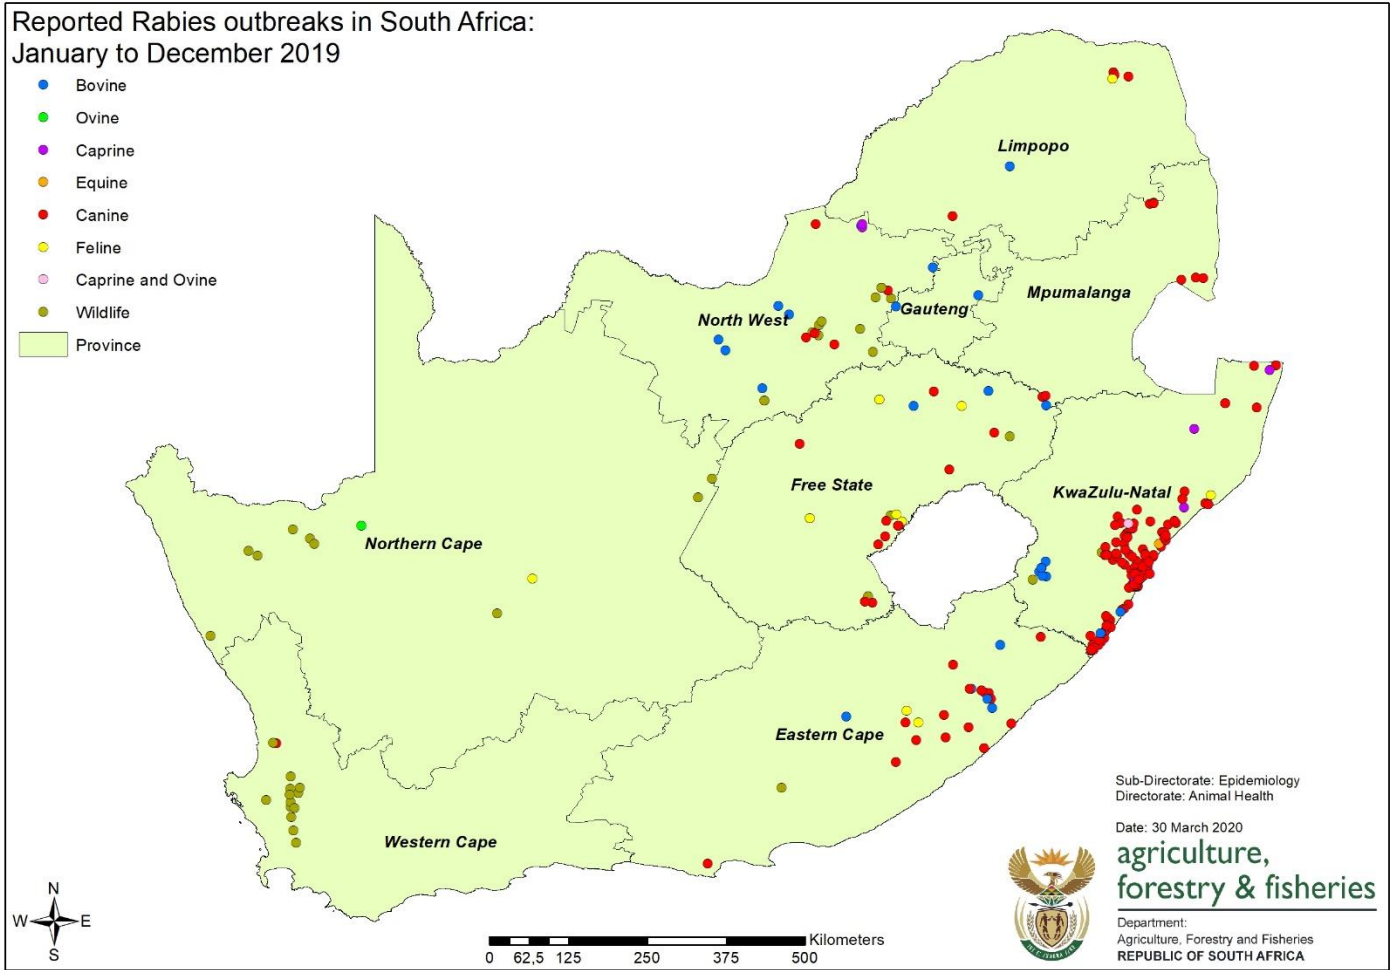 Reported Rabies outbreaks in South Africa:
January to December 2019
Bovine
Ovine
Caprine
Equine
Canine
Feline
Caprine and Ovine
Wildlife
Province
Limpopo
Mpumalanga
Gauteng
North West
Free State
KwaZulu-Natal
Northern Cape
Eastern Cape
Western Cape
N
W E
S
Kilometers
0 62,5 125 250 375 500
Sub-Directorate: Epidemiology
Directorate: Animal Health
Date: 30 March 2020
agriculture,
forestry & fisheries
Department:
Agriculture, Forestry and Fisheries
REPUBLIC OF SOUTH AFRICA